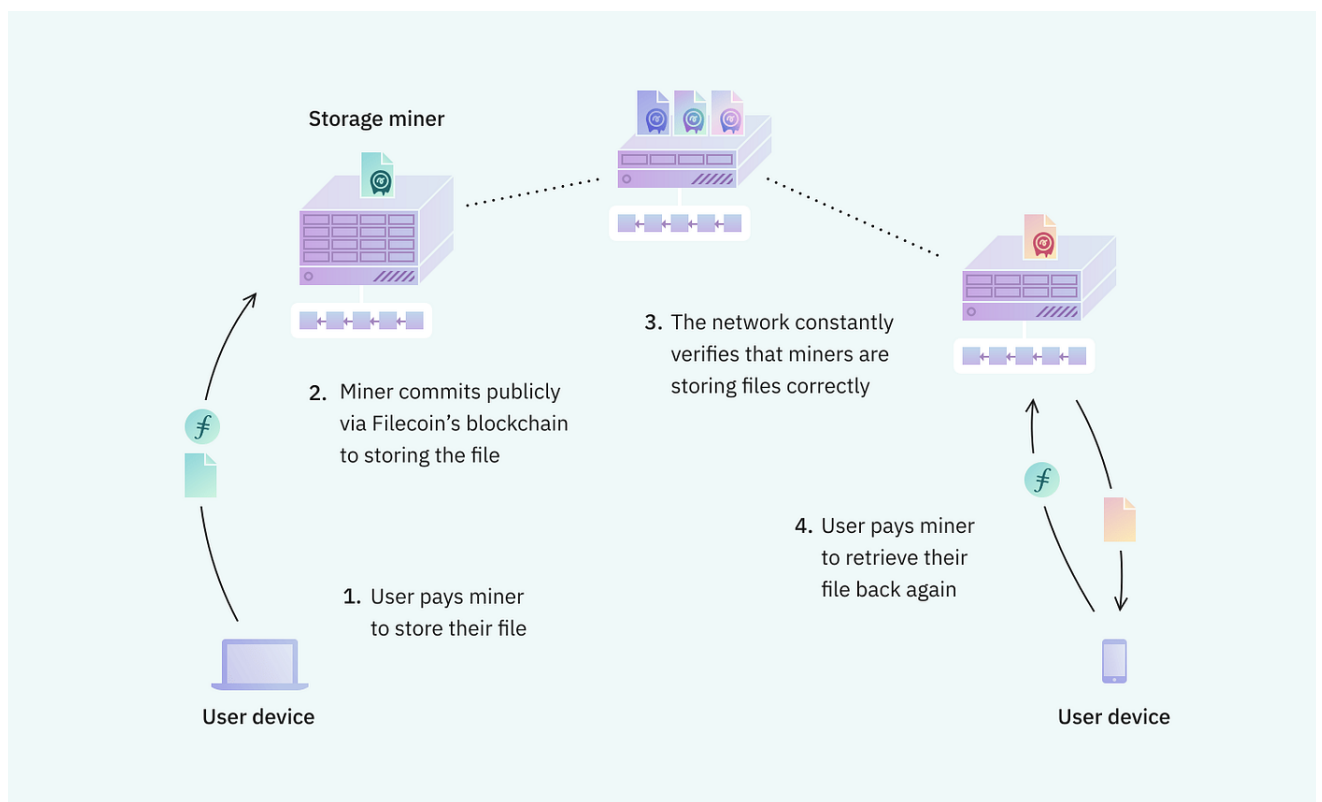 Storage miner
1. User pays miner
to store their file
2. Miner commits publicly
via Filecoin’s blockchain
to storing the file
3. The network constantly
verifies that miners are
storing files correctly
4. User pays miner
to retrieve their
file back again
User device
User device